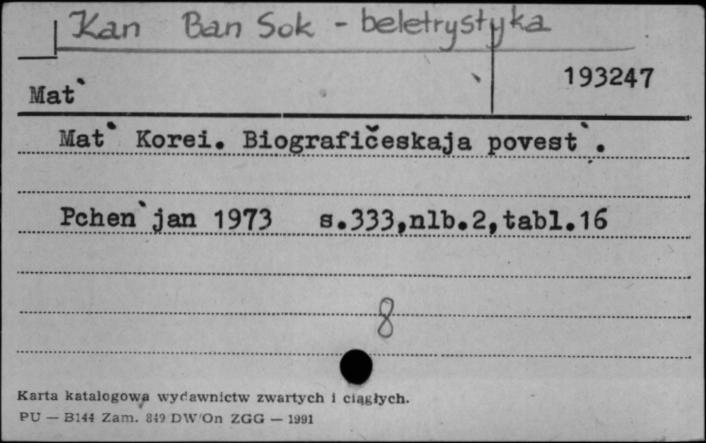 Kan Ban Sok - beletrystyka
193247
Mat`
Mat` Korei. Biografičeskaja povest`.
Pchen`jan 1973 s.333,nlb.2,tabl.16
8
Karta katalogowa wydawnictw zwartych i ciągłych.
PU — B144 Zam. 849 DW/On ZGG — 1991